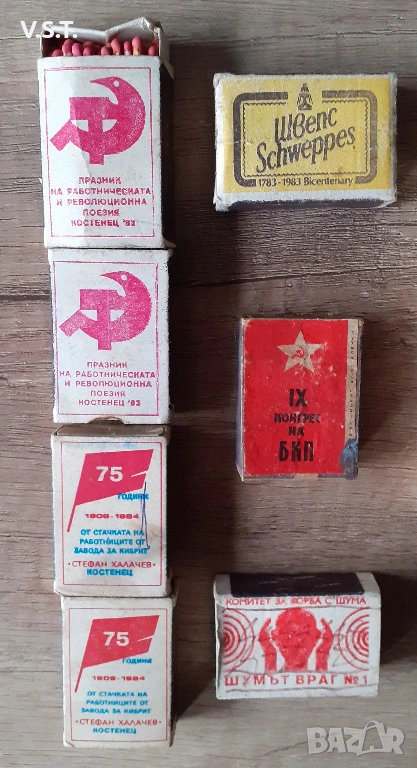 V.S.T.
ПРАЗНИК
НА РАБОТНИЧЕСКАТА
И РЕВОЛЮЦИОННА
ПОЕЗИЯ
КОСТЕНЕЦ '83
ПРАЗНИК
НА РАБОТНИЧЕСКАТА
И РЕВОЛЮЦИОННА
ПОЕЗИЯ
КОСТЕНЕЦ '83
75
ГОДИНИ
1909-1984
ОТ СТАЧКАТА НА
РАБОТНИЦИТЕ ОТ
ЗАВОДА ЗА КИБРИТ
"СТЕФАН ХАЛАЧЕВ"
КОСТЕНЕЦ
75
ГОДИНИ
1909-1984
ОТ СТАЧКАТА НА
РАБОТНИЦИТЕ ОТ
ЗАВОДА ЗА КИБРИТ
"СТЕФАН ХАЛАЧЕВ"
КОСТЕНЕЦ
Швепс
Schweppes
1783-1983 Bicentenary
IX
КОНГРЕС
НА
БКП
КОМИТЕТ ЗА БОРБА С ШУМА
ШУМЪТ ВРАГ №1
BAZAR